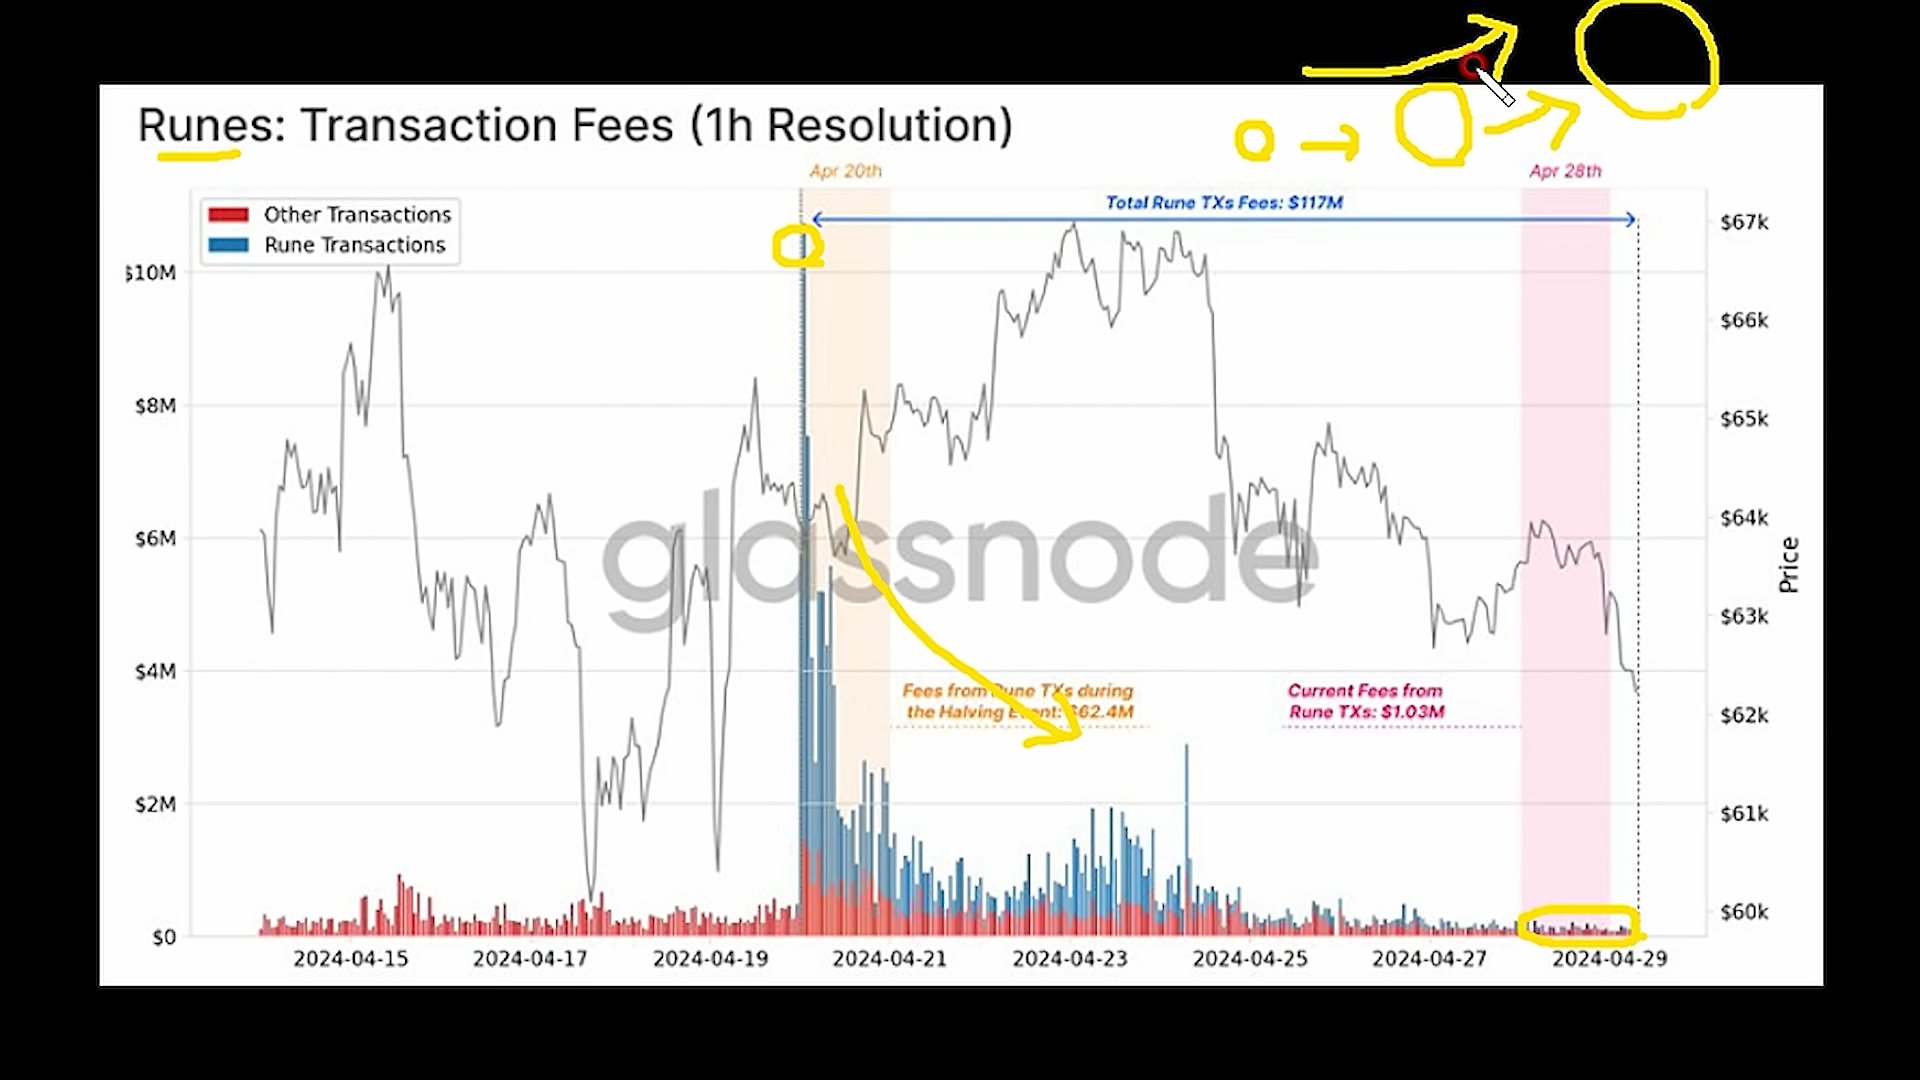 Runes: Transaction Fees (1h Resolution)
Apr 20th
Apr 28th
Other Transactions
Rune Transactions
Total Rune TXs Fees: $117M
$10M
$8M
$6M
$4M
$2M
$0
$67k
$66k
$65k
$64k
$63k
$62k
$61k
$60k
Price
glassnode
Fees from Rune TXs during
the Halving Event: $62.4M
Current Fees from
Rune TXs: $1.03M
2024-04-15
2024-04-17
2024-04-19
2024-04-21
2024-04-23
2024-04-25
2024-04-27
2024-04-29